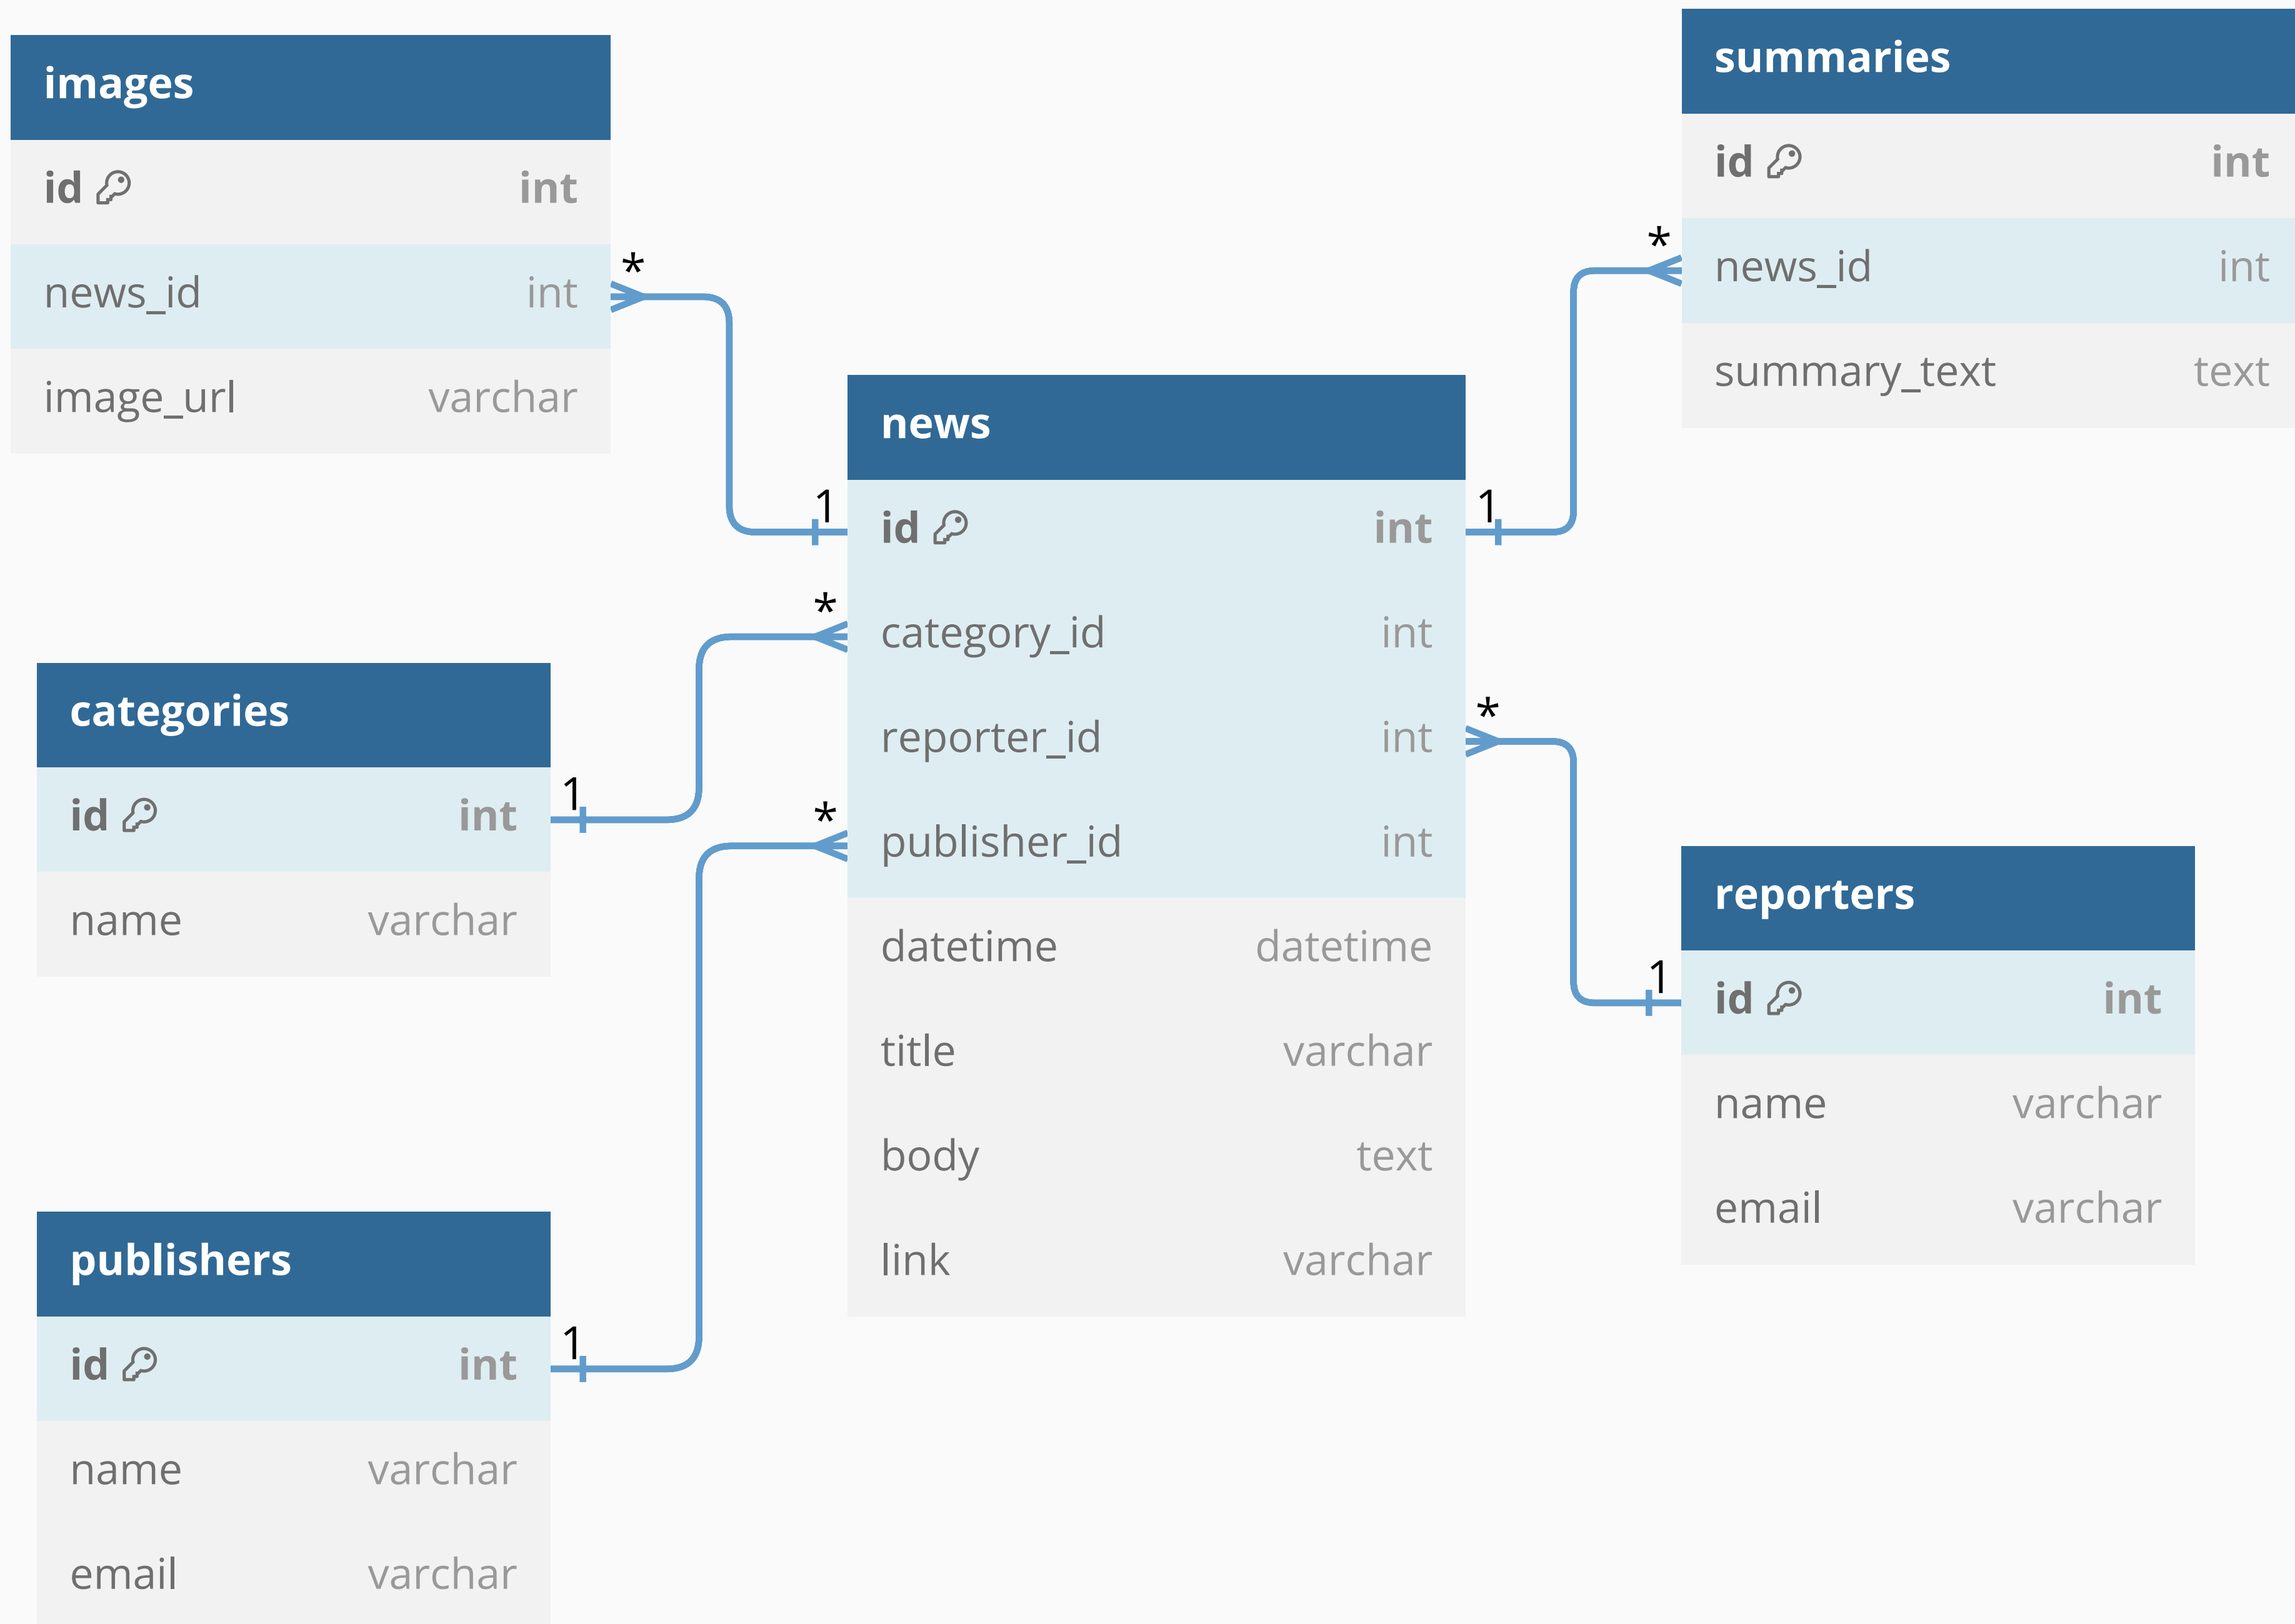 images
id int
news_id int
image_url varchar
*
1
summaries
id int
news_id int
summary_text text
*
1
news
id int
category_id int
reporter_id int
publisher_id int
datetime datetime
title varchar
body text
link varchar
*
*
*
categories
id int
name varchar
1
reporters
id int
name varchar
email varchar
1
publishers
id int
name varchar
email varchar
1